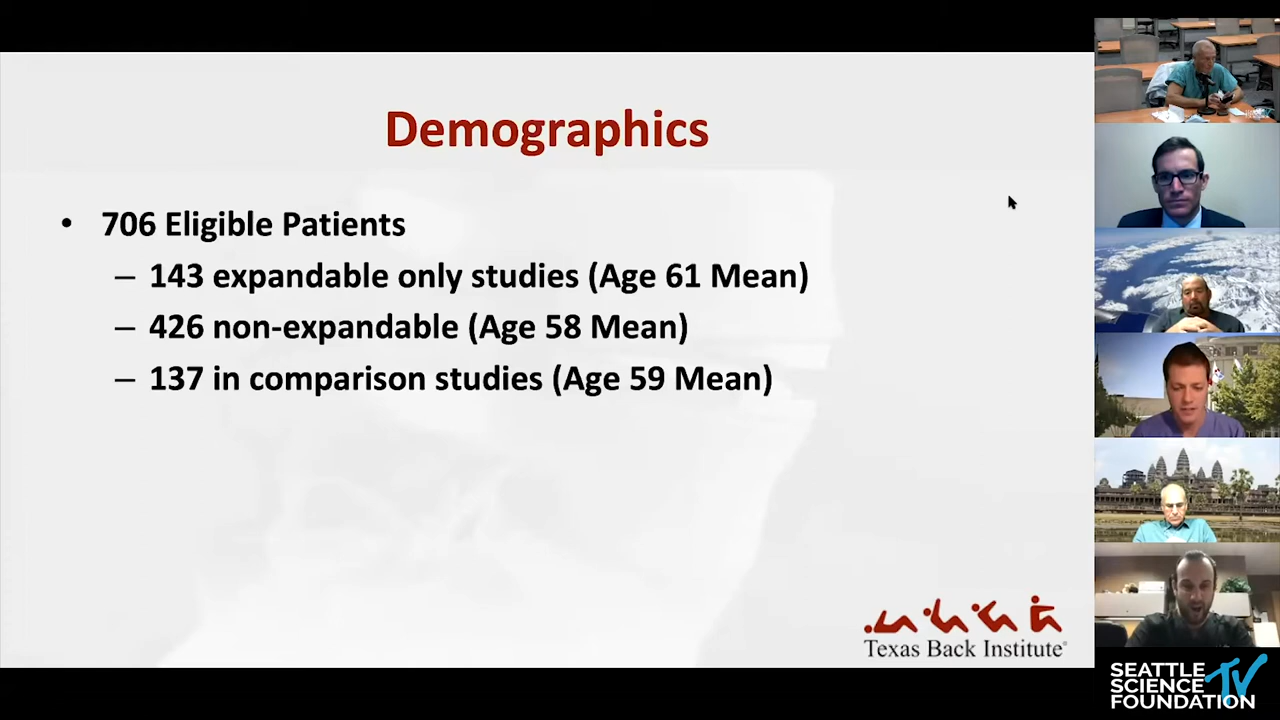 Demographics
• 706 Eligible Patients
– 143 expandable only studies (Age 61 Mean)
– 426 non-expandable (Age 58 Mean)
– 137 in comparison studies (Age 59 Mean)
Texas Back Institute®
SEATTLE
SCIENCE
FOUNDATION
TV